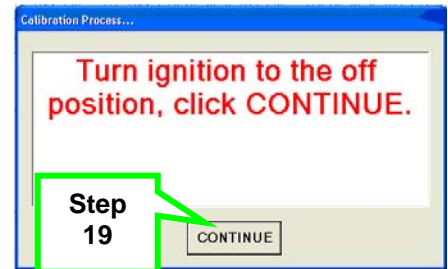 Calibration Process...
Turn ignition to the off
position, click CONTINUE.
Step
19
CONTINUE